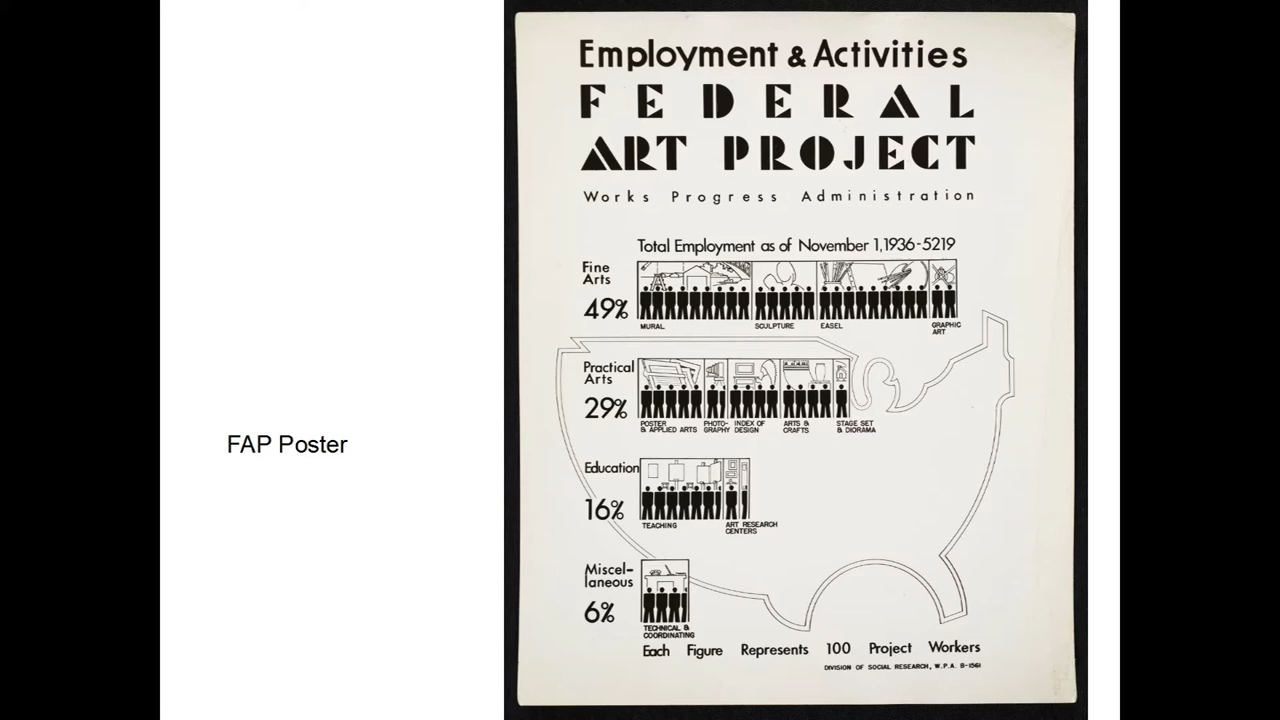 Employment & Activities
FEDERAL
ART PROJECT
Works Progress Administration
Total Employment as of November 1, 1936-5219
Fine
Arts
49%
MURAL
SCULPTURE
EASEL
GRAPHIC
ART
Practical
Arts
29%
POSTER
& APPLIED ARTS
PHOTO-
GRAPHY
INDEX OF
DESIGN
ARTS &
CRAFTS
STAGE SET
& DIORAMA
FAP Poster
Education
16%
TEACHING
ART RESEARCH
CENTERS
Miscel-
laneous
6%
TECHNICAL &
COORDINATING
Each Figure Represents 100 Project Workers
DIVISION OF SOCIAL RESEARCH, W.P.A. B-1561